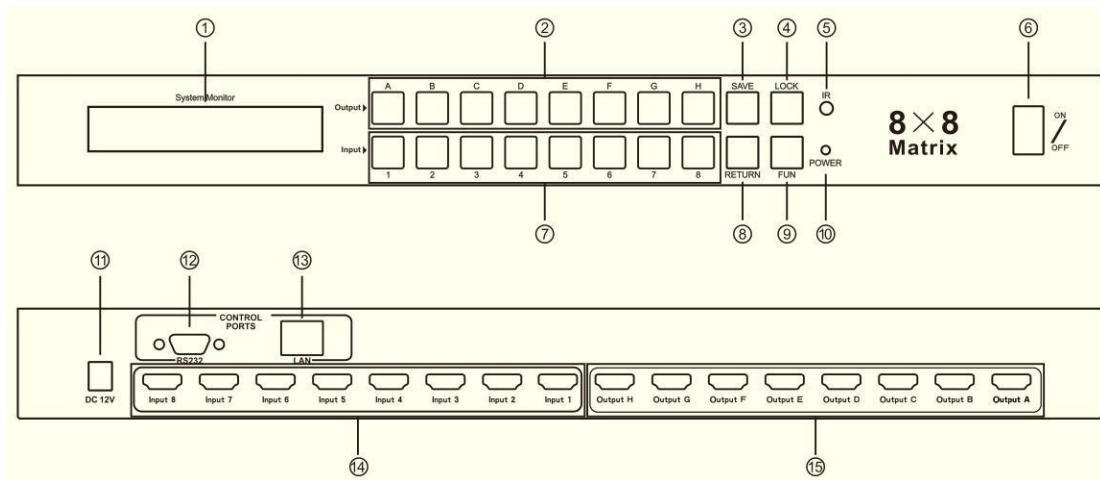 ① ② ③ ④ ⑤ ⑥
System Monitor
A B C D E F G H SAVE LOCK IR
Output
8×8
Matrix
ON
OFF
Input
POWER
1 2 3 4 5 6 7 8 RETURN FUN
⑦ ⑧ ⑨ ⑩
⑪ ⑫ ⑬
CONTROL
PORTS
RS232 LAN
DC 12V Input 8 Input 7 Input 6 Input 5 Input 4 Input 3 Input 2 Input 1 Output H Output G Output F Output E Output D Output C Output B Output A
⑭ ⑮